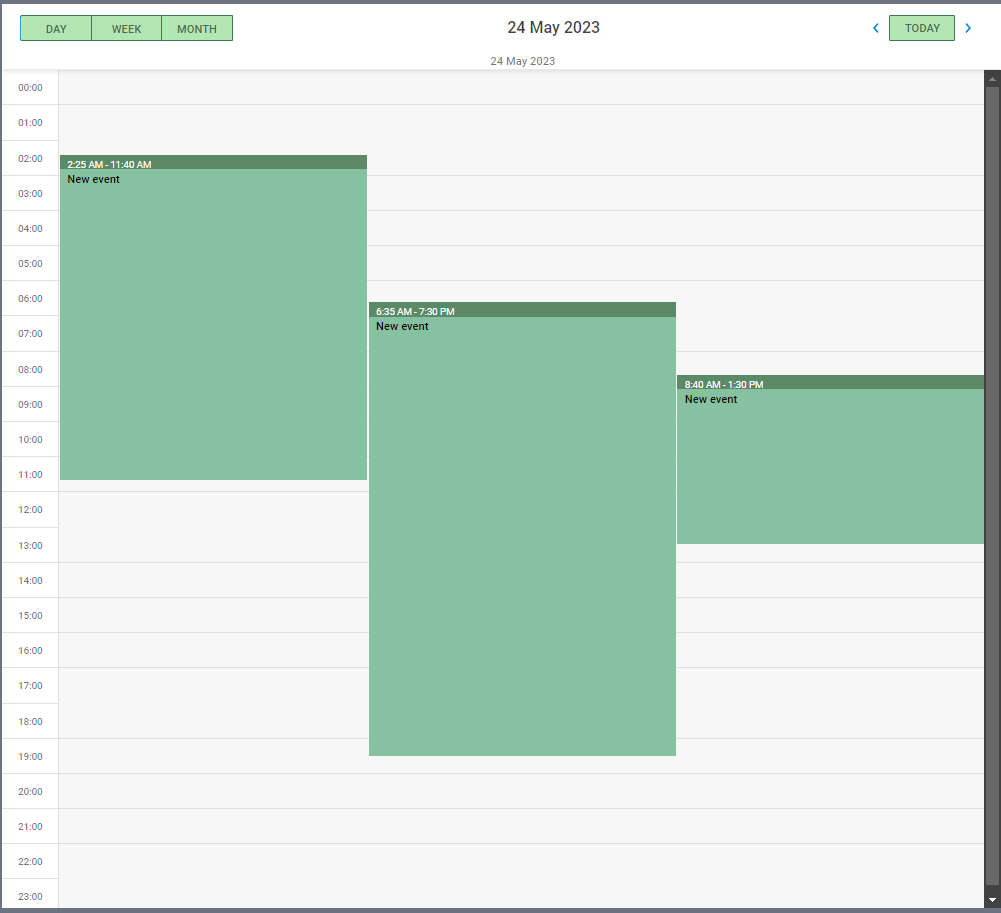 DAY WEEK MONTH
24 May 2023
TODAY
24 May 2023
00:00
01:00
02:00
2:25 AM - 11:40 AM
New event
03:00
04:00
05:00
06:00
6:35 AM - 7:30 PM
New event
07:00
08:00
8:40 AM - 1:30 PM
New event
09:00
10:00
11:00
12:00
13:00
14:00
15:00
16:00
17:00
18:00
19:00
20:00
21:00
22:00
23:00